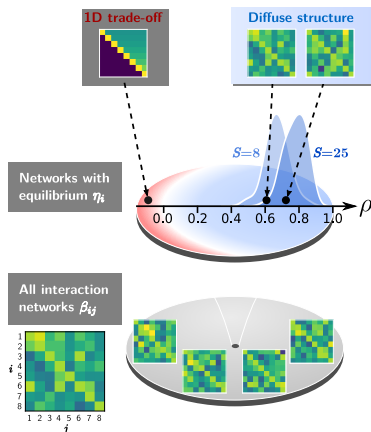 1D trade-off
Diffuse structure
S=8
S=25
Networks with
equilibrium ηi
0.0 0.2 0.4 0.6 0.8 1.0
ρ
All interaction
networks βij
1
2
3
4
5
6
7
8
i
1 2 3 4 5 6 7 8
j